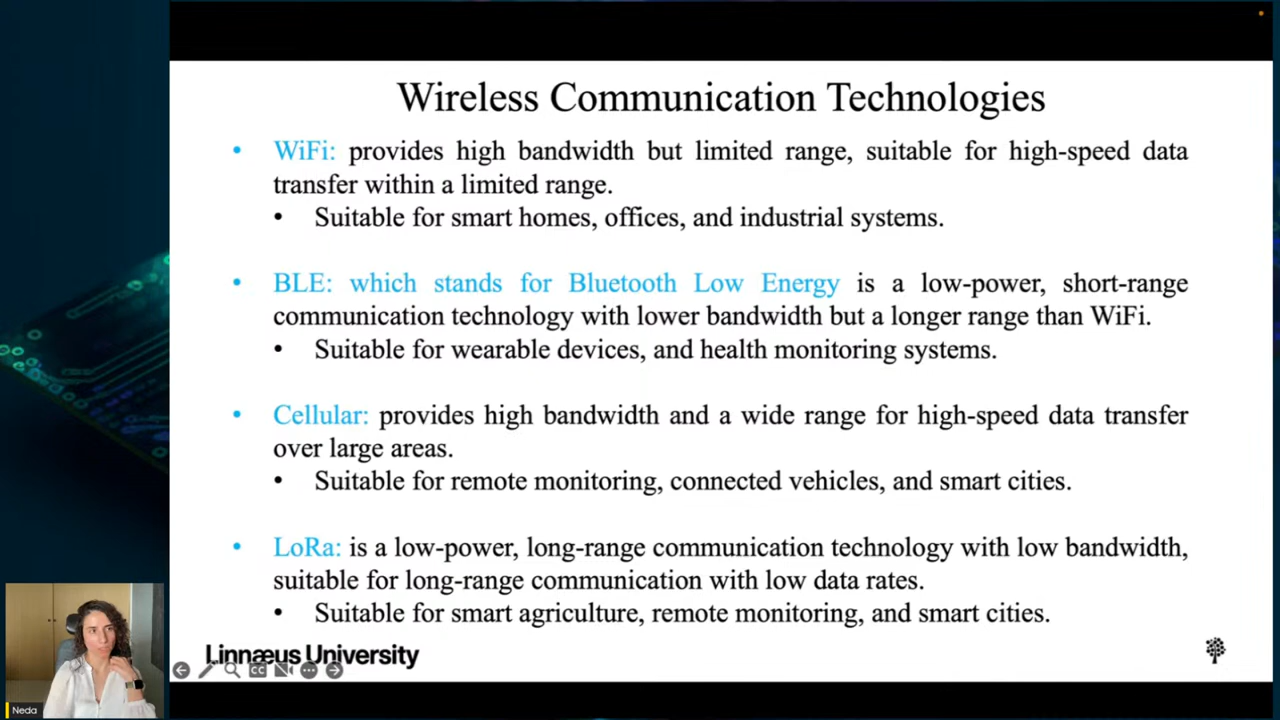 Wireless Communication Technologies
• WiFi: provides high bandwidth but limited range, suitable for high-speed data
transfer within a limited range.
• Suitable for smart homes, offices, and industrial systems.
• BLE: which stands for Bluetooth Low Energy is a low-power, short-range
communication technology with lower bandwidth but a longer range than WiFi.
• Suitable for wearable devices, and health monitoring systems.
• Cellular: provides high bandwidth and a wide range for high-speed data transfer
over large areas.
• Suitable for remote monitoring, connected vehicles, and smart cities.
• LoRa: is a low-power, long-range communication technology with low bandwidth,
suitable for long-range communication with low data rates.
• Suitable for smart agriculture, remote monitoring, and smart cities.
Linnæus University
CC
Neda